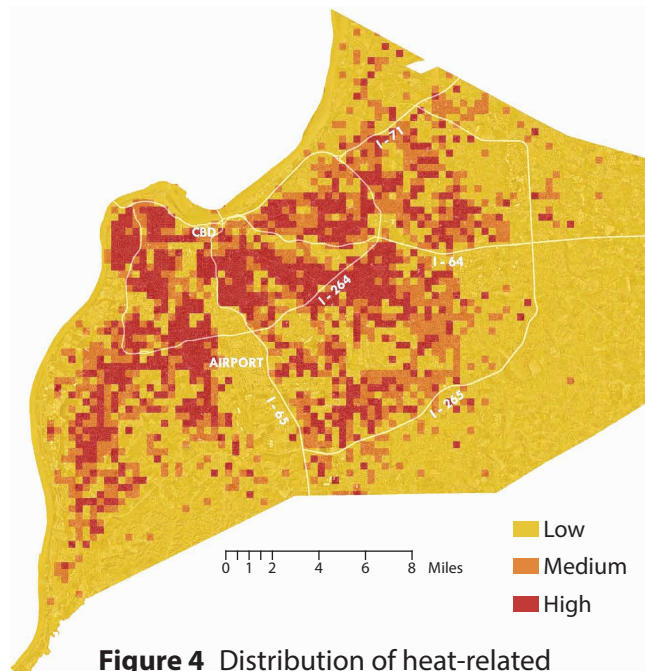 I - 71
CBD
I - 64
I - 264
AIRPORT
I - 65
I - 265
0 1 2 4 6 8 Miles
Low
Medium
High
Figure 4 Distribution of heat-related